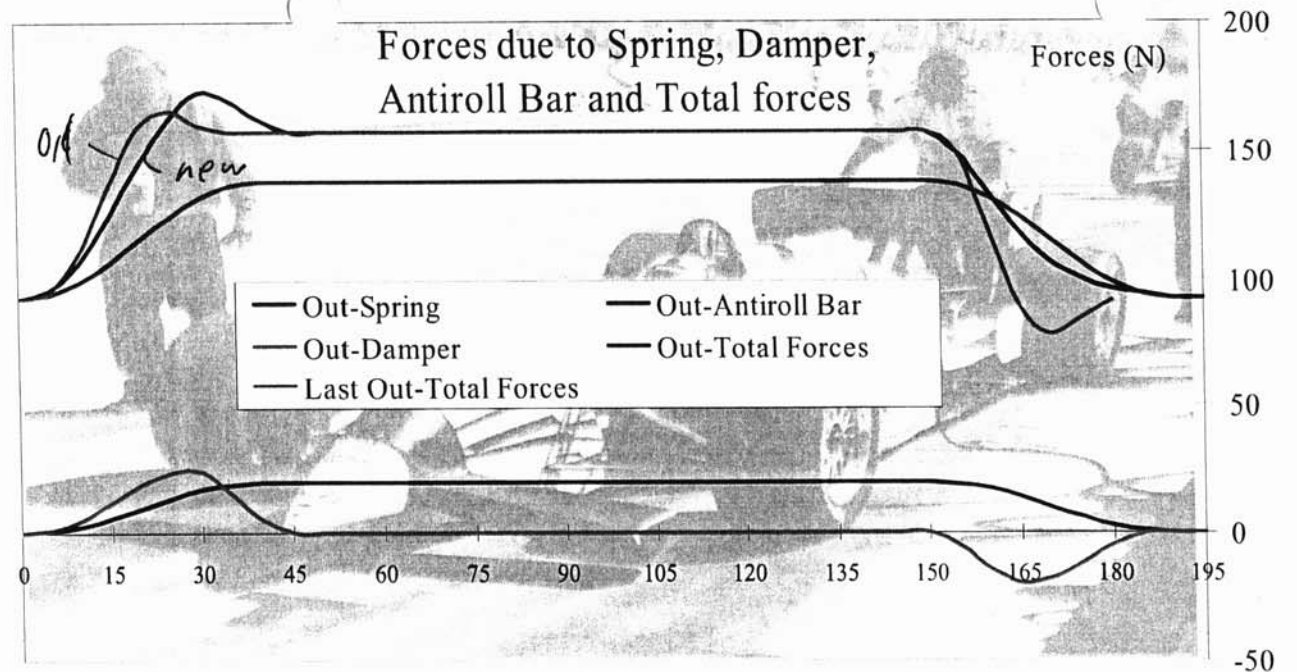 200
Forces due to Spring, Damper,
Forces (N)
Antiroll Bar and Total forces
old
150
new
100
Out-Spring
Out-Antiroll Bar
Out-Damper
Out-Total Forces
Last Out-Total Forces
50
0
0 15 30 45 60 75 90 105 120 135 150 165 180 195
-50